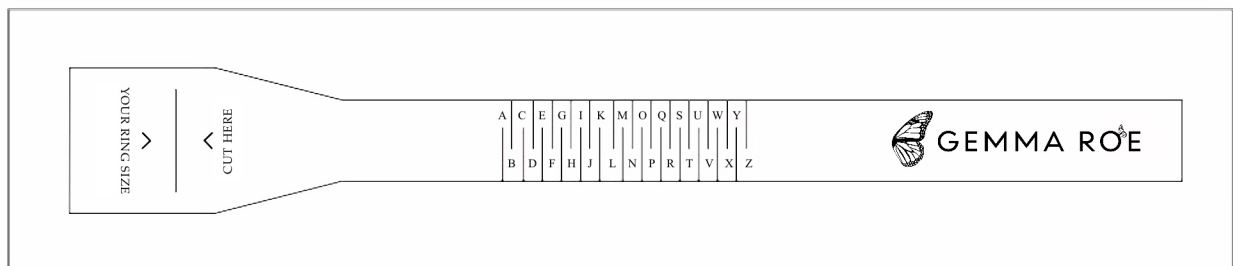 YOUR RING SIZE
CUT HERE
A C E G I K M O Q S U W Y
B D F H J L N P R T V X Z
GEMMA ROE